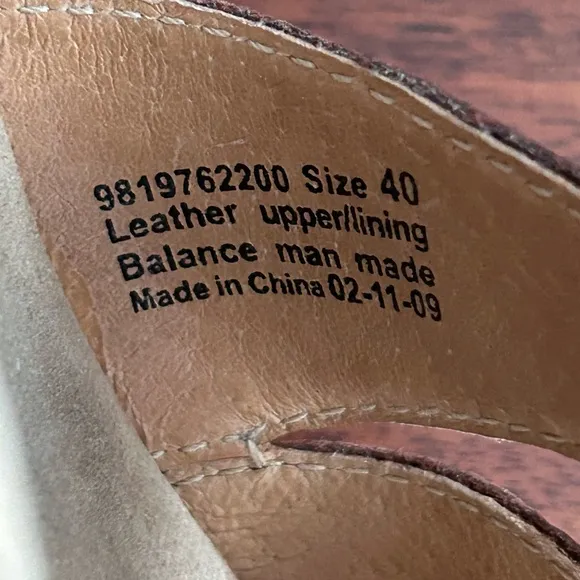 9819762200 Size 40
Leather upper/lining
Balance man made
Made in China 02-11-09